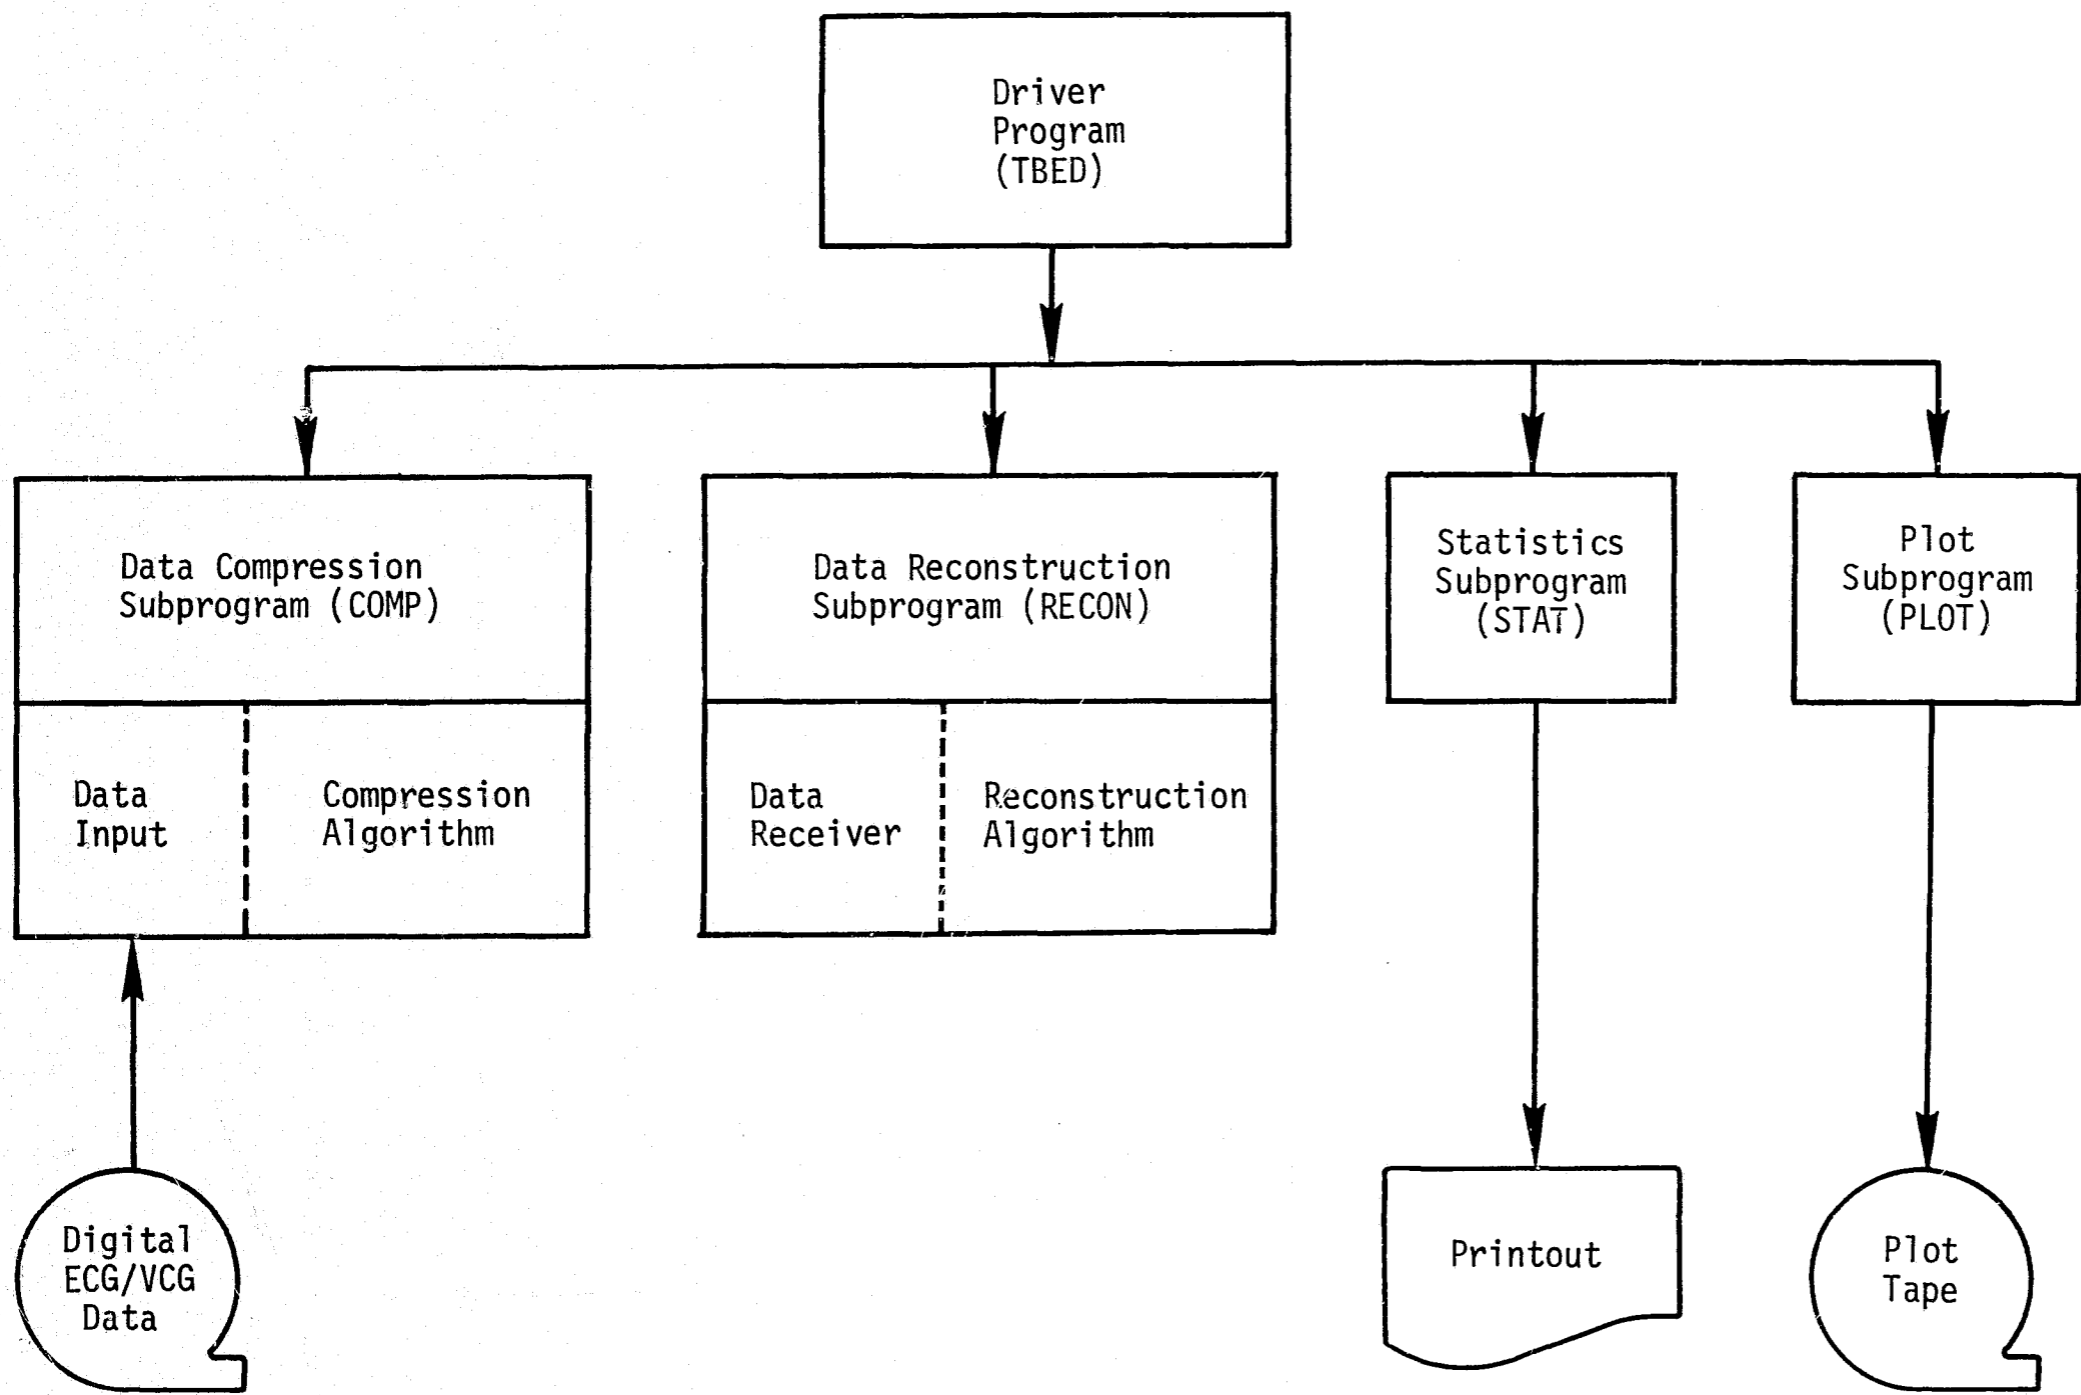 Driver
Program
(TBED)
Data Compression
Subprogram (COMP)
Data Reconstruction
Subprogram (RECON)
Statistics
Subprogram
(STAT)
Plot
Subprogram
(PLOT)
Data
Input
Compression
Algorithm
Data
Receiver
Reconstruction
Algorithm
Digital
ECG/VCG
Data
Printout
Plot
Tape